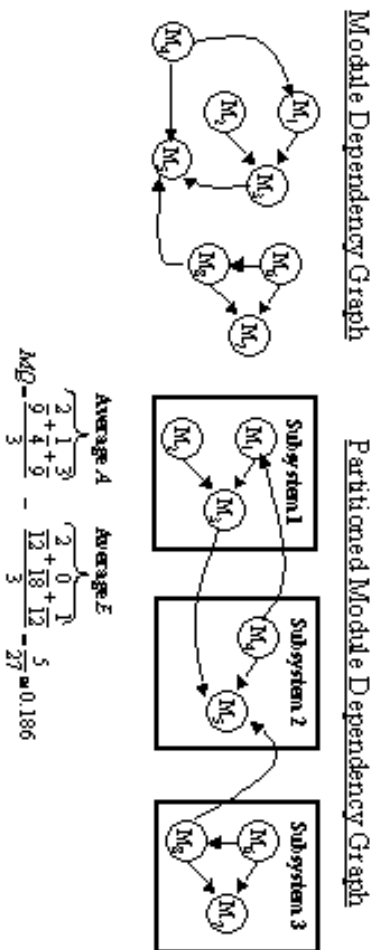 Module Dependency Graph
M4 M1
M2 M3
M5
M8 M6
M7
Partitioned Module Dependency Graph
Subsystem 1
M1
M2 M3
Subsystem 2
M4
M5
Subsystem 3
M8 M6
M7
Average A Average E
2 1 3 2 0 1
9 + 4 + 9 12 + 18 + 12 5
MQ = – = ≅ 0.186
3 3 27